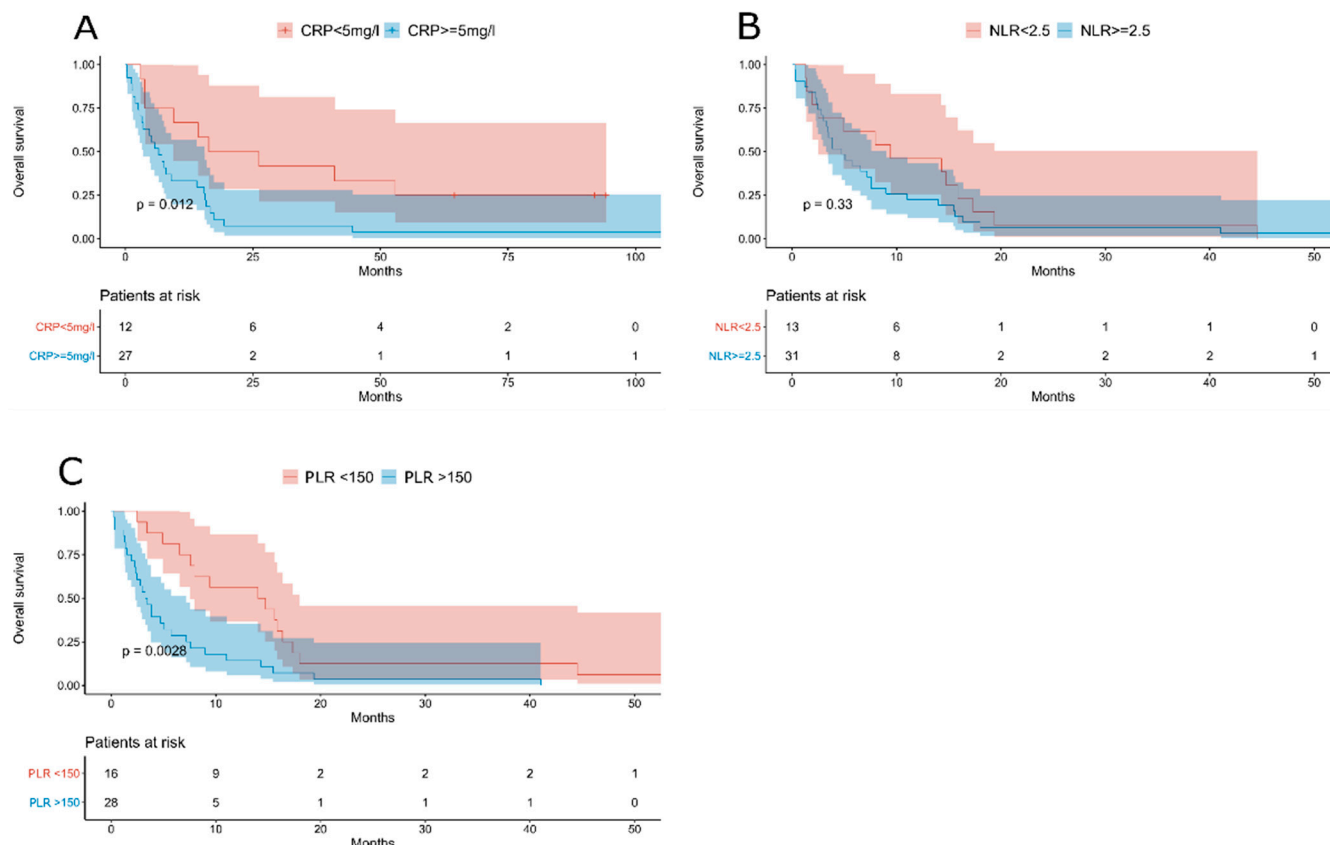 A
CRP<5mg/l CRP>=5mg/l
Overall survival
1.00
0.75
0.50
0.25
0.00
p = 0.012
0 25 50 75 100
Months
Patients at risk
CRP<5mg/l 12 6 4 2 0
CRP>=5mg/l 27 2 1 1 1
0 25 50 75 100
Months
B
NLR<2.5 NLR>=2.5
Overall survival
1.00
0.75
0.50
0.25
0.00
p = 0.33
0 10 20 30 40 50
Months
Patients at risk
NLR<2.5 13 6 1 1 1 0
NLR>=2.5 31 8 2 2 2 1
0 10 20 30 40 50
Months
C
PLR <150 PLR >150
Overall survival
1.00
0.75
0.50
0.25
0.00
p = 0.0028
0 10 20 30 40 50
Months
Patients at risk
PLR <150 16 9 2 2 2 1
PLR >150 28 5 1 1 1 0
0 10 20 30 40 50
Months